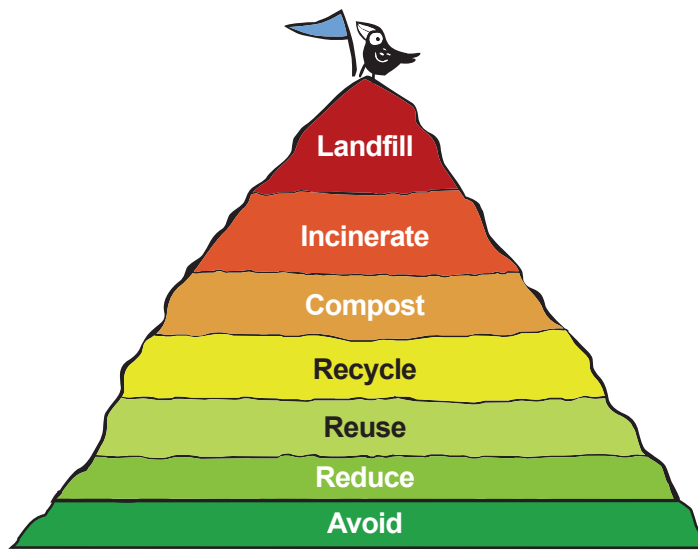 Landfill
Incinerate
Compost
Recycle
Reuse
Reduce
Avoid